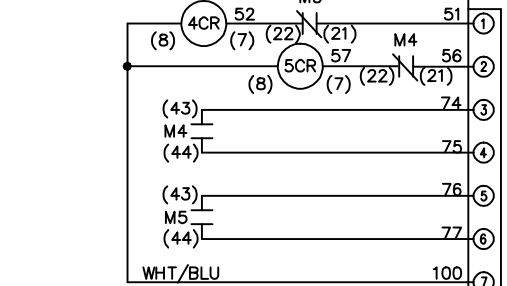 4CR 52 51 1
(8) (7) (22) (21)
M4
5CR 57 56 2
(8) (7) (22) (21)
(43) 74 3
M4
(44) 75 4
(43) 76 5
M5
(44) 77 6
WHT/BLU 100 7